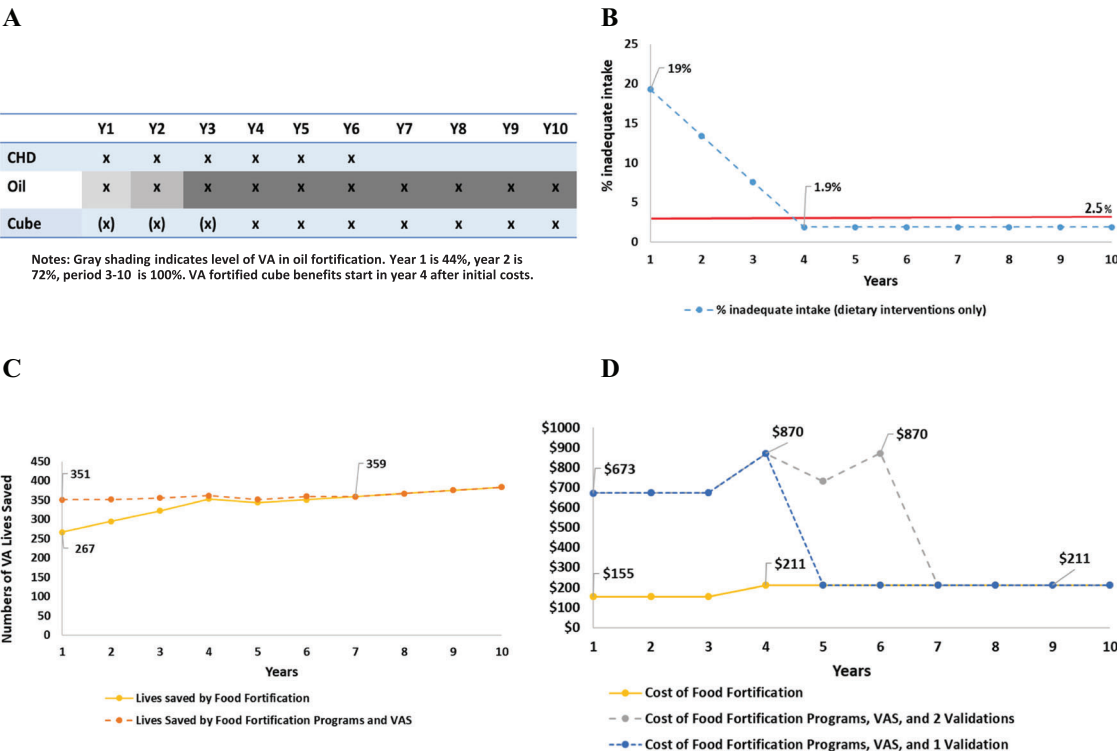 A
Y1 Y2 Y3 Y4 Y5 Y6 Y7 Y8 Y9 Y10
CHD x x x x x x
Oil x x x x x x x x x x
Cube (x) (x) (x) x x x x x x x
Notes: Gray shading indicates level of VA in oil fortification. Year 1 is 44%, year 2 is
72%, period 3-10 is 100%. VA fortified cube benefits start in year 4 after initial costs.
B
% inadequate intake
25
20
15
10
5
0
19%
1.9%
2.5%
1 2 3 4 5 6 7 8 9 10
Years
% inadequate intake (dietary interventions only)
C
Numbers of VA Lives Saved
450
400
350
300
250
200
150
100
50
0
351
267
359
1 2 3 4 5 6 7 8 9 10
Years
Lives saved by Food Fortification
Lives Saved by Food Fortification Programs and VAS
D
$1000
$900
$800
$700
$600
$500
$400
$300
$200
$100
$0
$673
$155
$870
$211
$870
$211
1 2 3 4 5 6 7 8 9 10
Years
Cost of Food Fortification
Cost of Food Fortification Programs, VAS, and 2 Validations
Cost of Food Fortification Programs, VAS, and 1 Validation